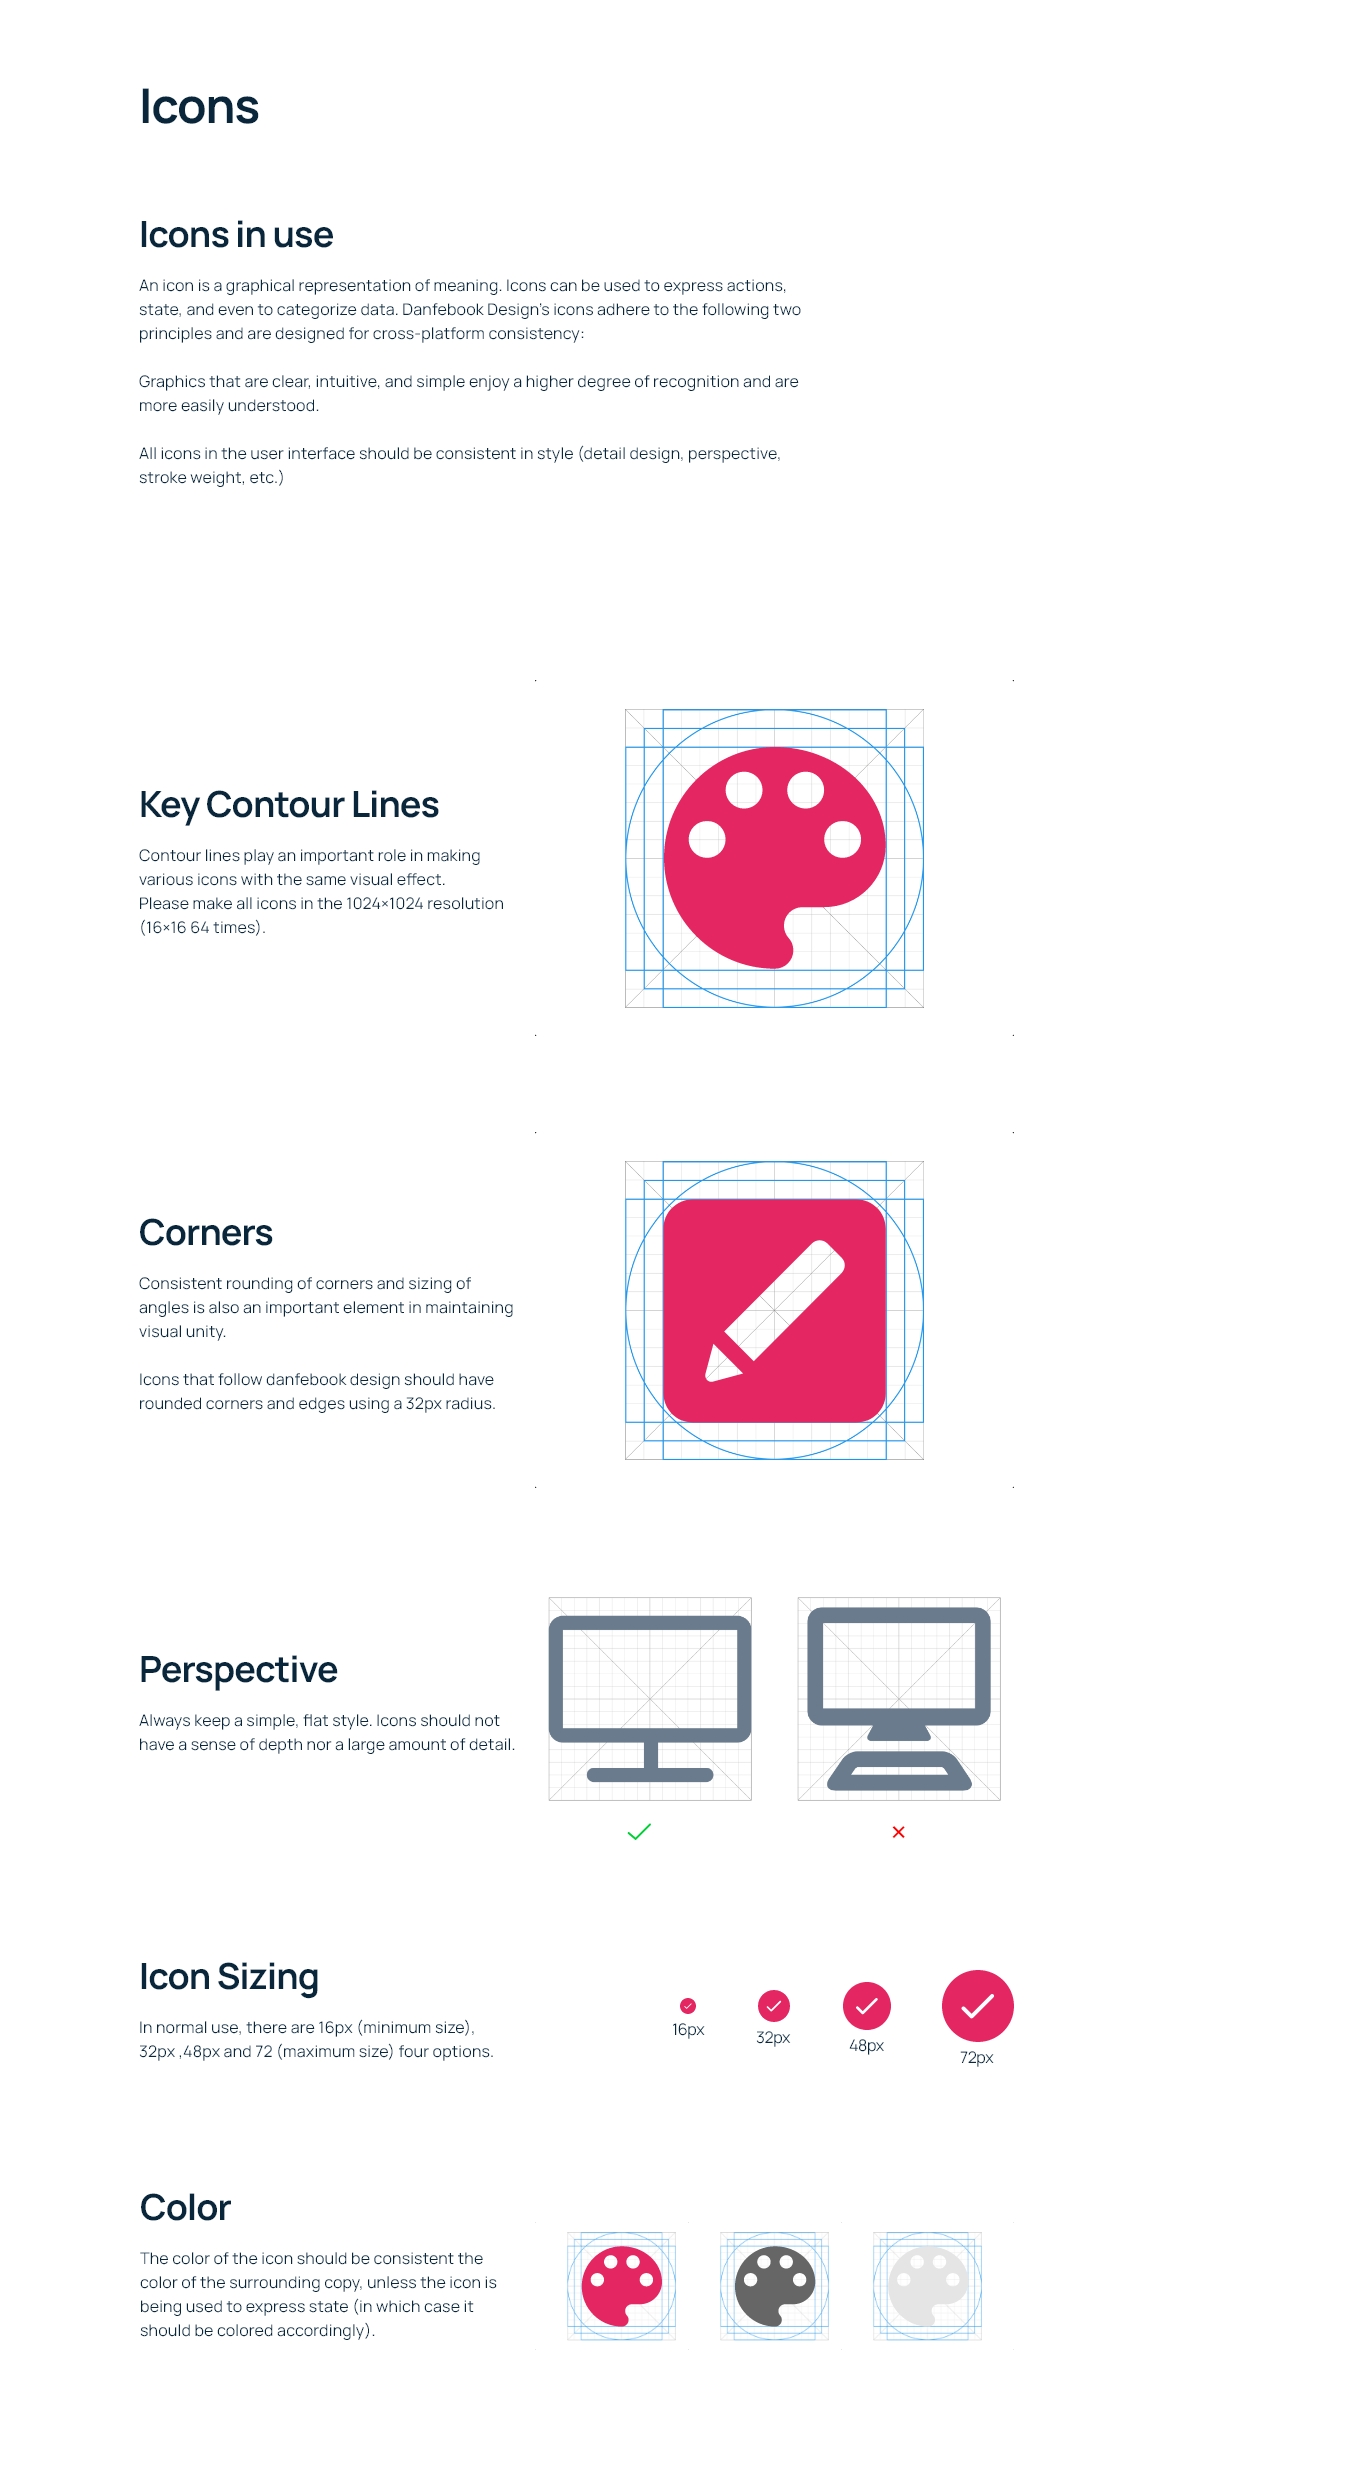 Icons
Icons in use
An icon is a graphical representation of meaning. Icons can be used to express actions,
state, and even to categorize data. Danfebook Design's icons adhere to the following two
principles and are designed for cross-platform consistency:
Graphics that are clear, intuitive, and simple enjoy a higher degree of recognition and are
more easily understood.
All icons in the user interface should be consistent in style (detail design, perspective,
stroke weight, etc.)
Key Contour Lines
Contour lines play an important role in making
various icons with the same visual effect.
Please make all icons in the 1024×1024 resolution
(16×16 64 times).
Corners
Consistent rounding of corners and sizing of
angles is also an important element in maintaining
visual unity.
Icons that follow danfebook design should have
rounded corners and edges using a 32px radius.
Perspective
Always keep a simple, flat style. Icons should not
have a sense of depth nor a large amount of detail.
Icon Sizing
In normal use, there are 16px (minimum size),
32px ,48px and 72 (maximum size) four options.
16px
32px
48px
72px
Color
The color of the icon should be consistent the
color of the surrounding copy, unless the icon is
being used to express state (in which case it
should be colored accordingly).